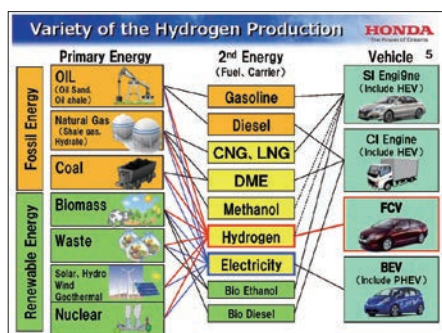 Variety of the Hydrogen Production
HONDA
The Power of Dreams
Primary Energy
2nd Energy
(Fuel, Carrier)
Vehicle 5
Fossil Energy
OIL
(Oil Sand,
Oil shale)
Natural Gas
(Shale gas,
Hydrate)
Coal
Renewable Energy
Biomass
Waste
Solar, Hydro
Wind
Geothermal
Nuclear
Gasoline
Diesel
CNG、LNG
DME
Methanol
Hydrogen
Electricity
Bio Ethanol
Bio Diesel
SI Engi9ne
(Include HEV)
CI Engine
(Include HEV)
FCV
BEV
(Include PHEV)